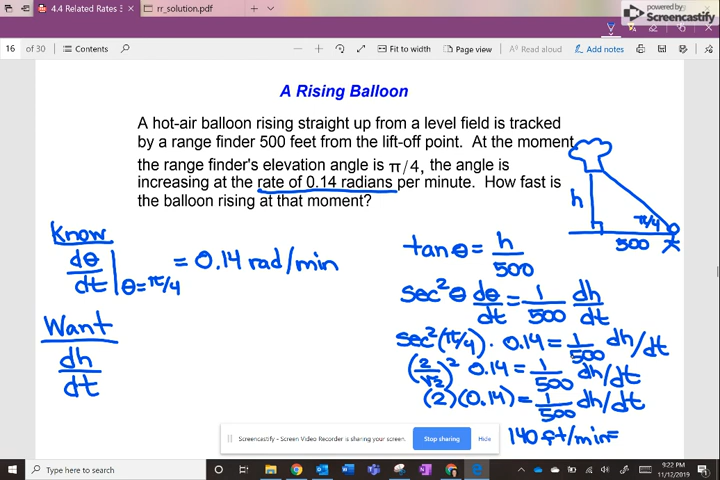 4.4 Related Rates
rr_solution.pdf
powered by
Screencastify
16 of 30
Contents
Fit to width
Page view
Read aloud
Add notes
A Rising Balloon
A hot-air balloon rising straight up from a level field is tracked
by a range finder 500 feet from the lift-off point. At the moment
the range finder's elevation angle is π/4, the angle is
increasing at the rate of 0.14 radians per minute. How fast is
the balloon rising at that moment?
h
π/4
500
Know
dθ/dt | θ=π/4 = 0.14 rad/min
Want
dh/dt
tan θ = h/500
sec² θ dθ/dt = 1/500 dh/dt
sec²(π/4) · 0.14 = 1/500 dh/dt
(2/√2)² 0.14 = 1/500 dh/dt
(2)(0.14) = 1/500 dh/dt
140 ft/min=
Screencastify - Screen Video Recorder is sharing your screen.
Stop sharing
Hide
Type here to search
9:22 PM
11/12/2019